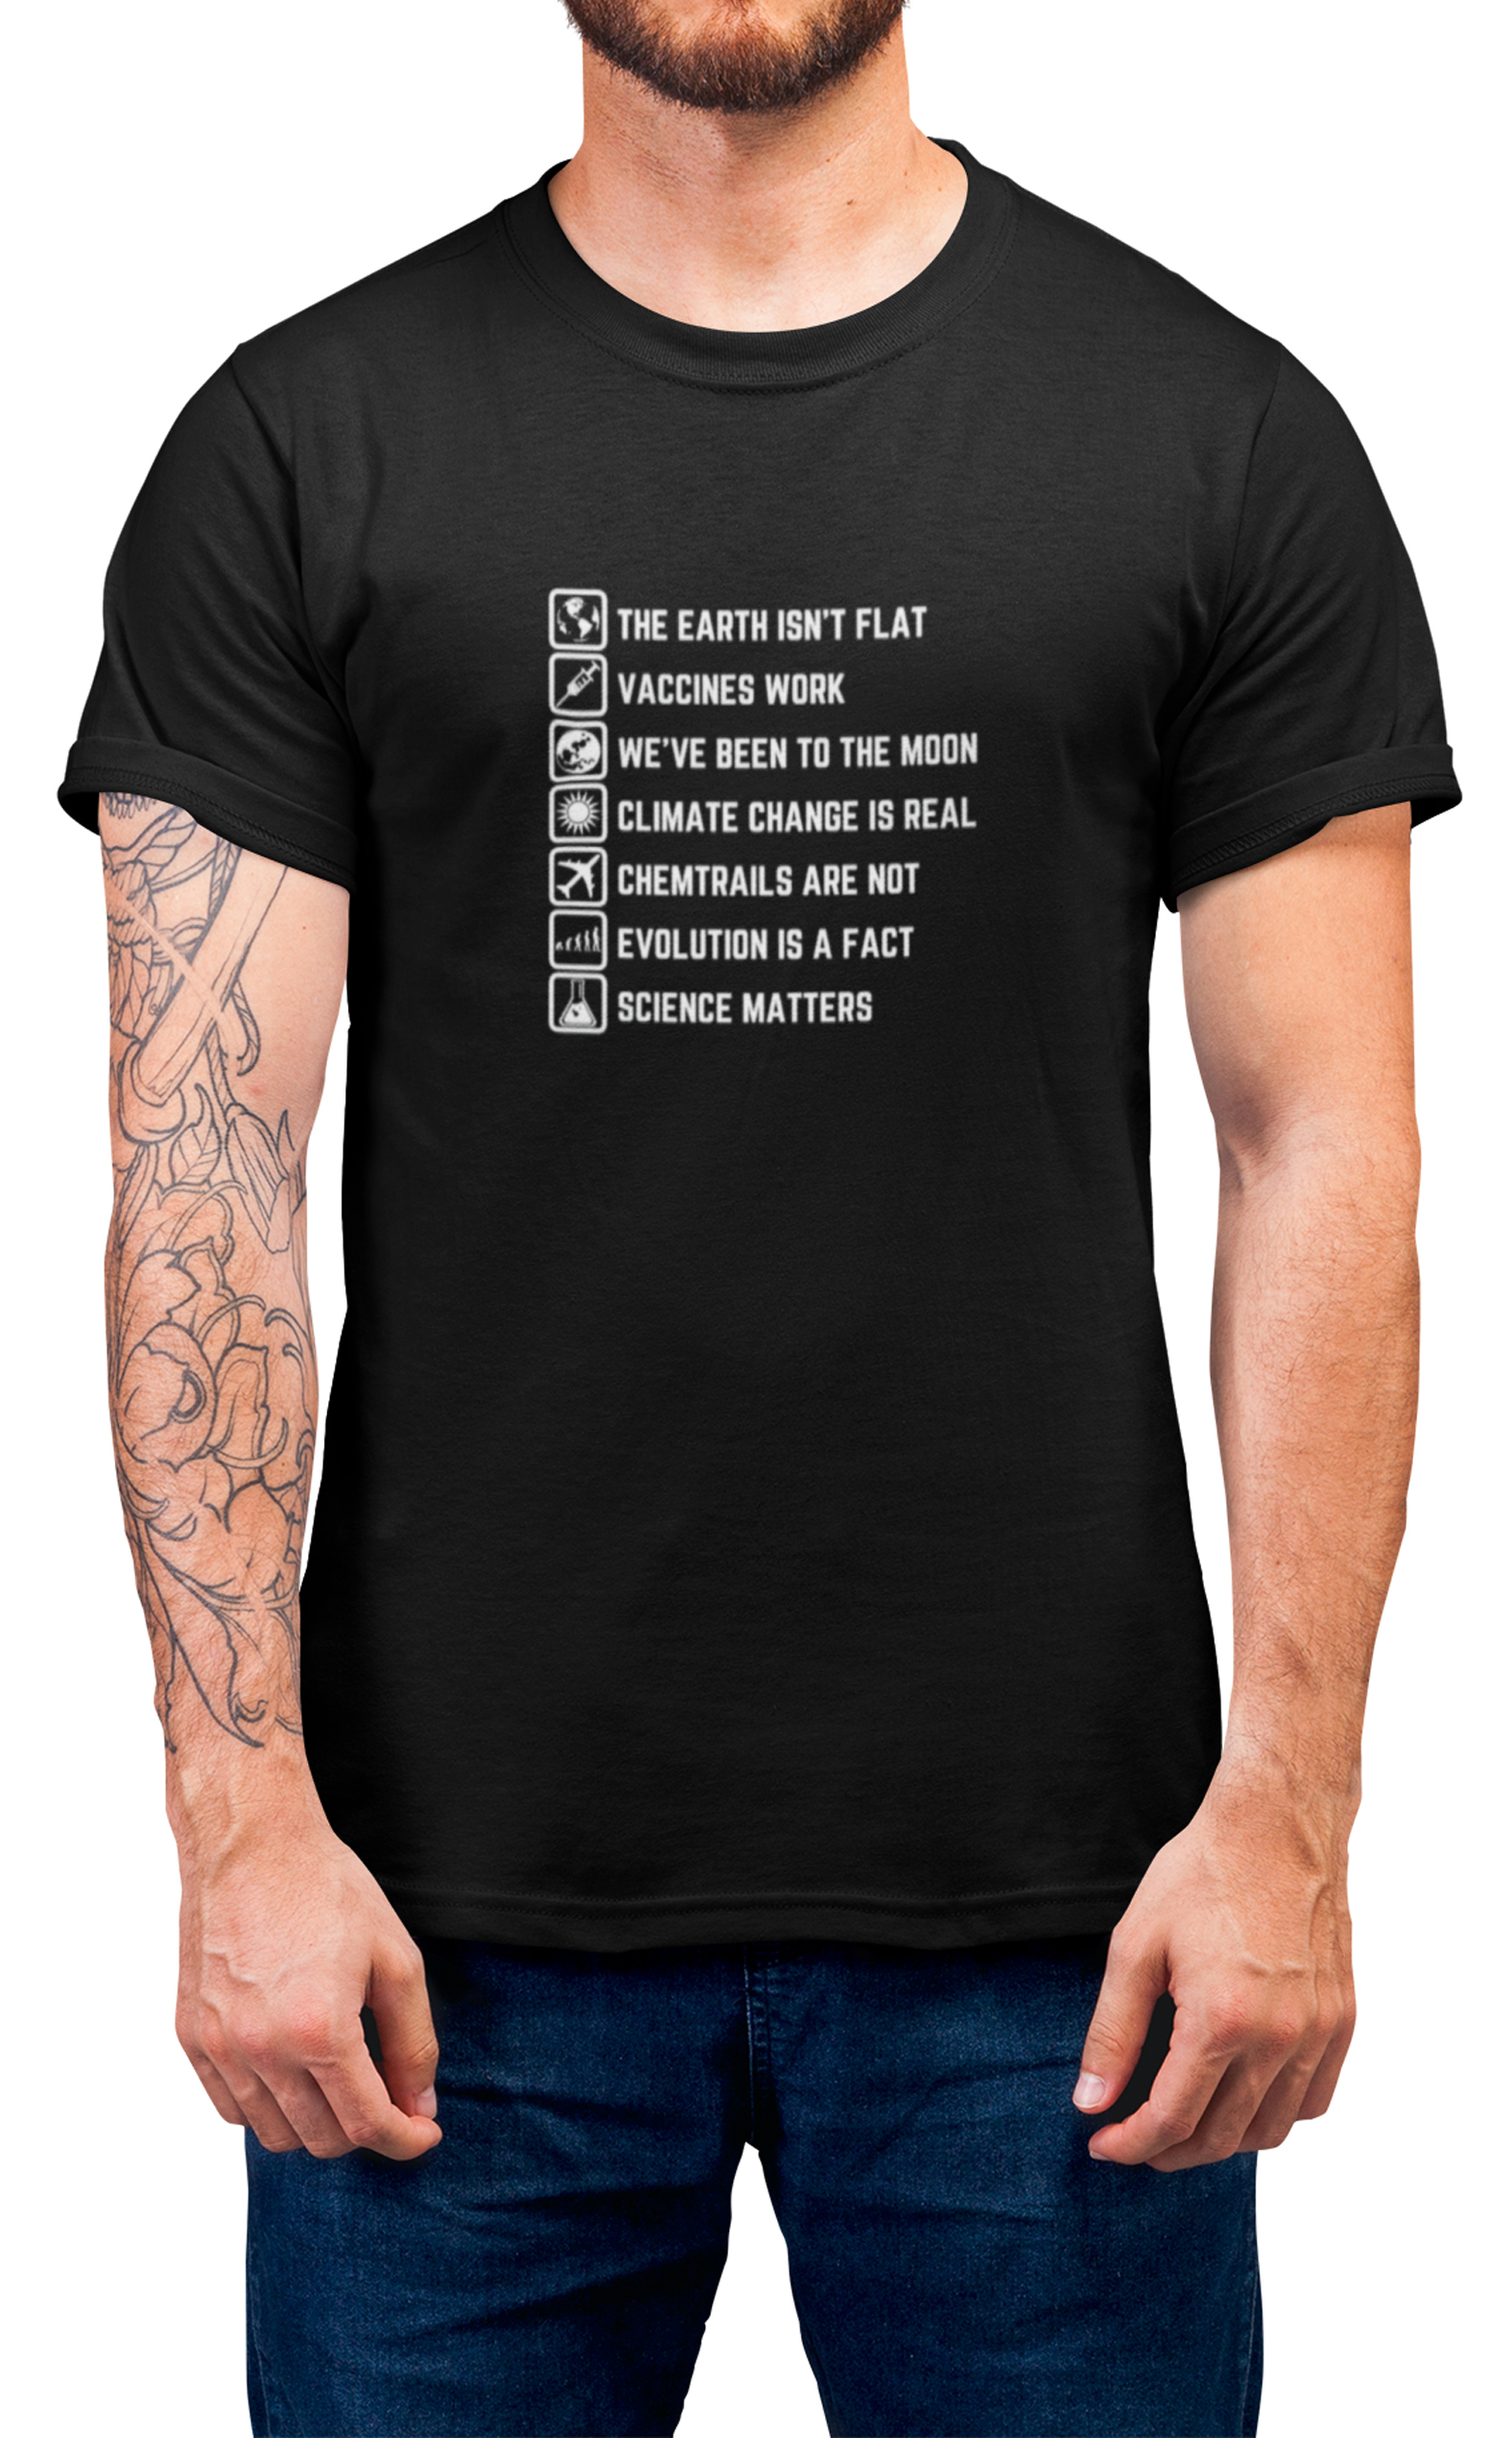 THE EARTH ISN'T FLAT
VACCINES WORK
WE'VE BEEN TO THE MOON
CLIMATE CHANGE IS REAL
CHEMTRAILS ARE NOT
EVOLUTION IS A FACT
SCIENCE MATTERS